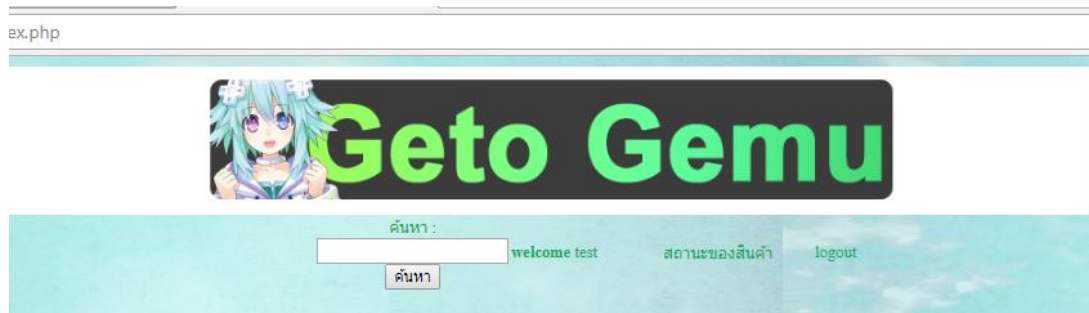 ex.php
Geto Gemu
ค้นหา :
welcome test
สถานะของสินค้า
logout
ค้นหา